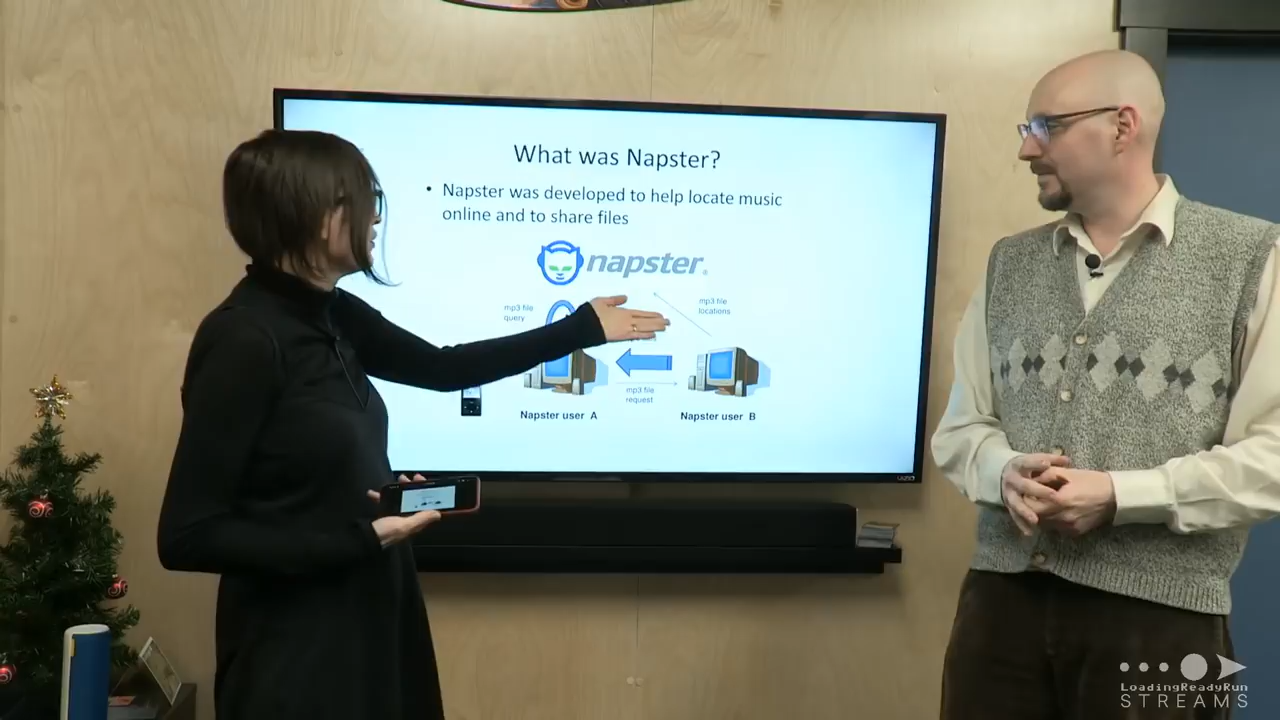 What was Napster?
• Napster was developed to help locate music
online and to share files
napster.
mp3 file
query
mp3 file
locations
mp3 file
request
Napster user A
Napster user B
VIZIO
LoadingReadyRun
STREAMS